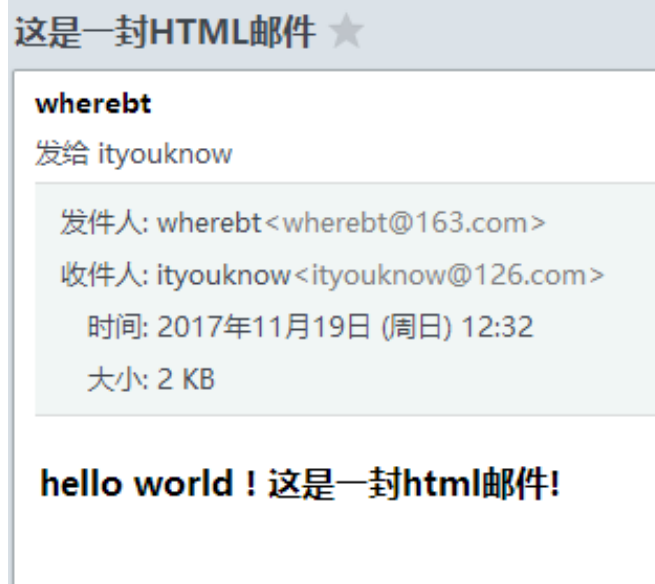 这是一封HTML邮件
wherebt
发给 ityouknow
发件人: wherebt<wherebt@163.com>
收件人: ityouknow<ityouknow@126.com>
时间: 2017年11月19日 (周日) 12:32
大小: 2 KB
hello world ! 这是一封html邮件!